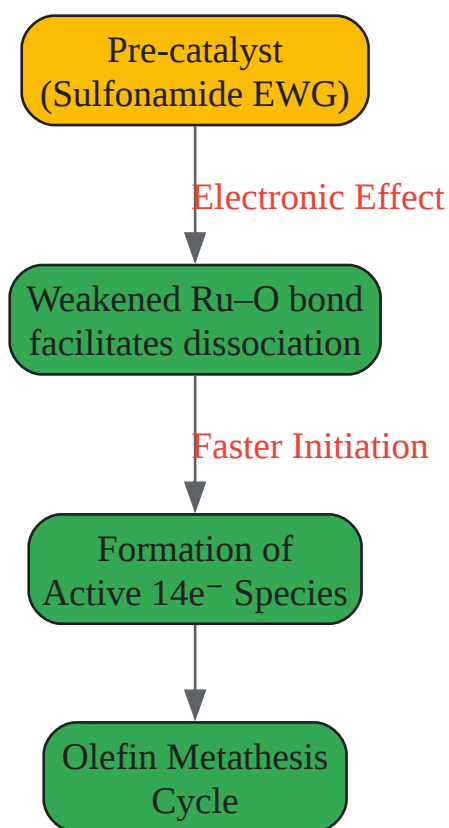 Pre-catalyst
(Sulfonamide EWG)
Electronic Effect
Weakened Ru–O bond
facilitates dissociation
Faster Initiation
Formation of
Active 14e⁻ Species
Olefin Metathesis
Cycle